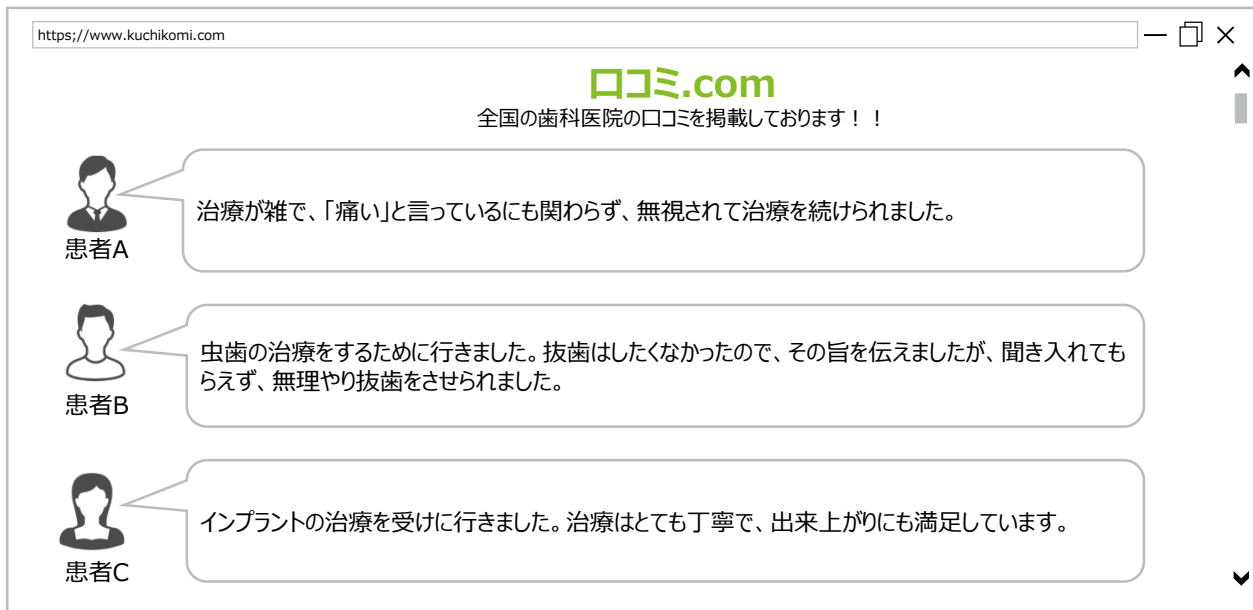 https;//www.kuchikomi.com
口コミ.com
全国の歯科医院の口コミを掲載しております！！
治療が雑で、「痛い」と言っているにも関わらず、無視されて治療を続けられました。
患者A
虫歯の治療をするために行きました。抜歯はしたくなかったので、その旨を伝えましたが、聞き入れても
らえず、無理やり抜歯をさせられました。
患者B
インプラントの治療を受けに行きました。治療はとても丁寧で、出来上がりにも満足しています。
患者C